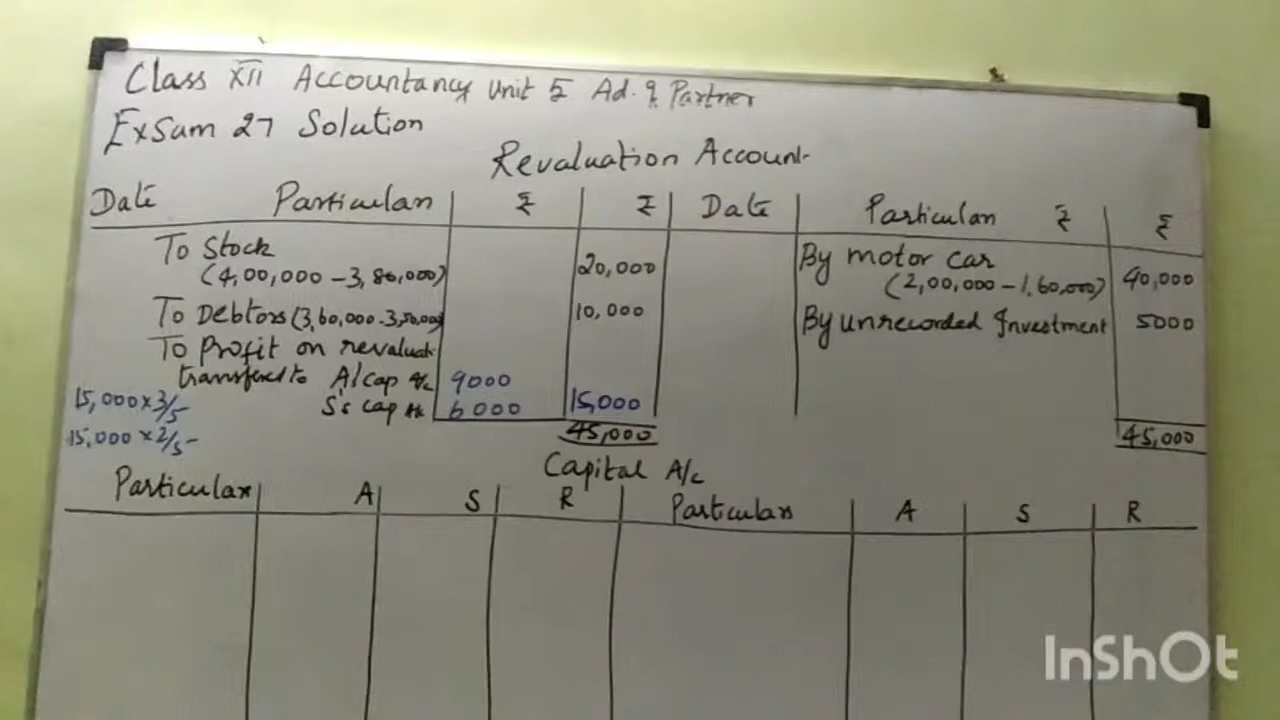 Class XII Accountancy Unit 5 Ad. of Partner
Ex Sum 27 Solution
Revaluation Account
Date Particulars ₹ ₹ Date Particulars ₹ ₹
To Stock
(4,00,000 - 3,80,000) 20,000
By motor car
(2,00,000 - 1,60,000) 40,000
To Debtors (3,60,000 - 3,50,000) 10,000
By unrecorded Investment 5000
To Profit on revaluati
transfered to A/cap a/c 9000
15,000 × 3/5
S's cap a/c 6000 15,000
15,000 × 2/5 -
45,000 45,000
Capital A/c
Particulars A S R Particulars A S R
InShOt